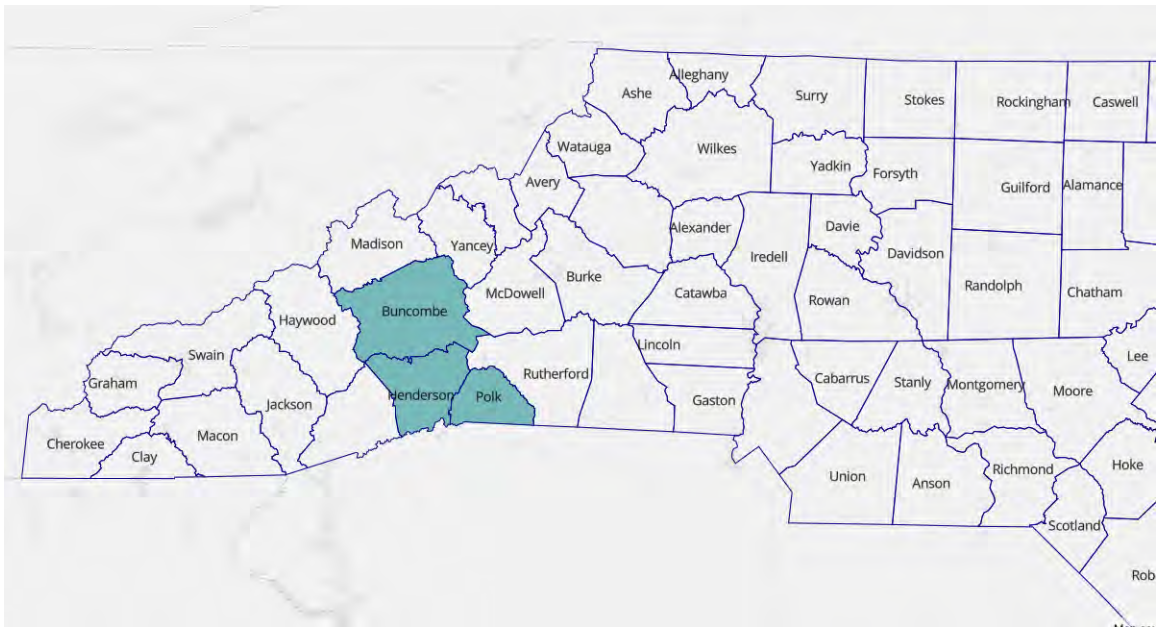 Alleghany
Ashe
Surry
Stokes
Rockingham
Caswell
Watauga
Wilkes
Yadkin
Forsyth
Avery
Guilford
Alamance
Alexander
Davie
Madison
Yancey
Davidson
Iredell
Burke
Randolph
Catawba
McDowell
Chatham
Rowan
Buncombe
Haywood
Lincoln
Swain
Lee
Rutherford
Cabarrus
Stanly
Graham
Montgomery
Moore
Henderson
Polk
Gaston
Jackson
Macon
Cherokee
Clay
Hoke
Richmond
Union
Anson
Scotland
Rob